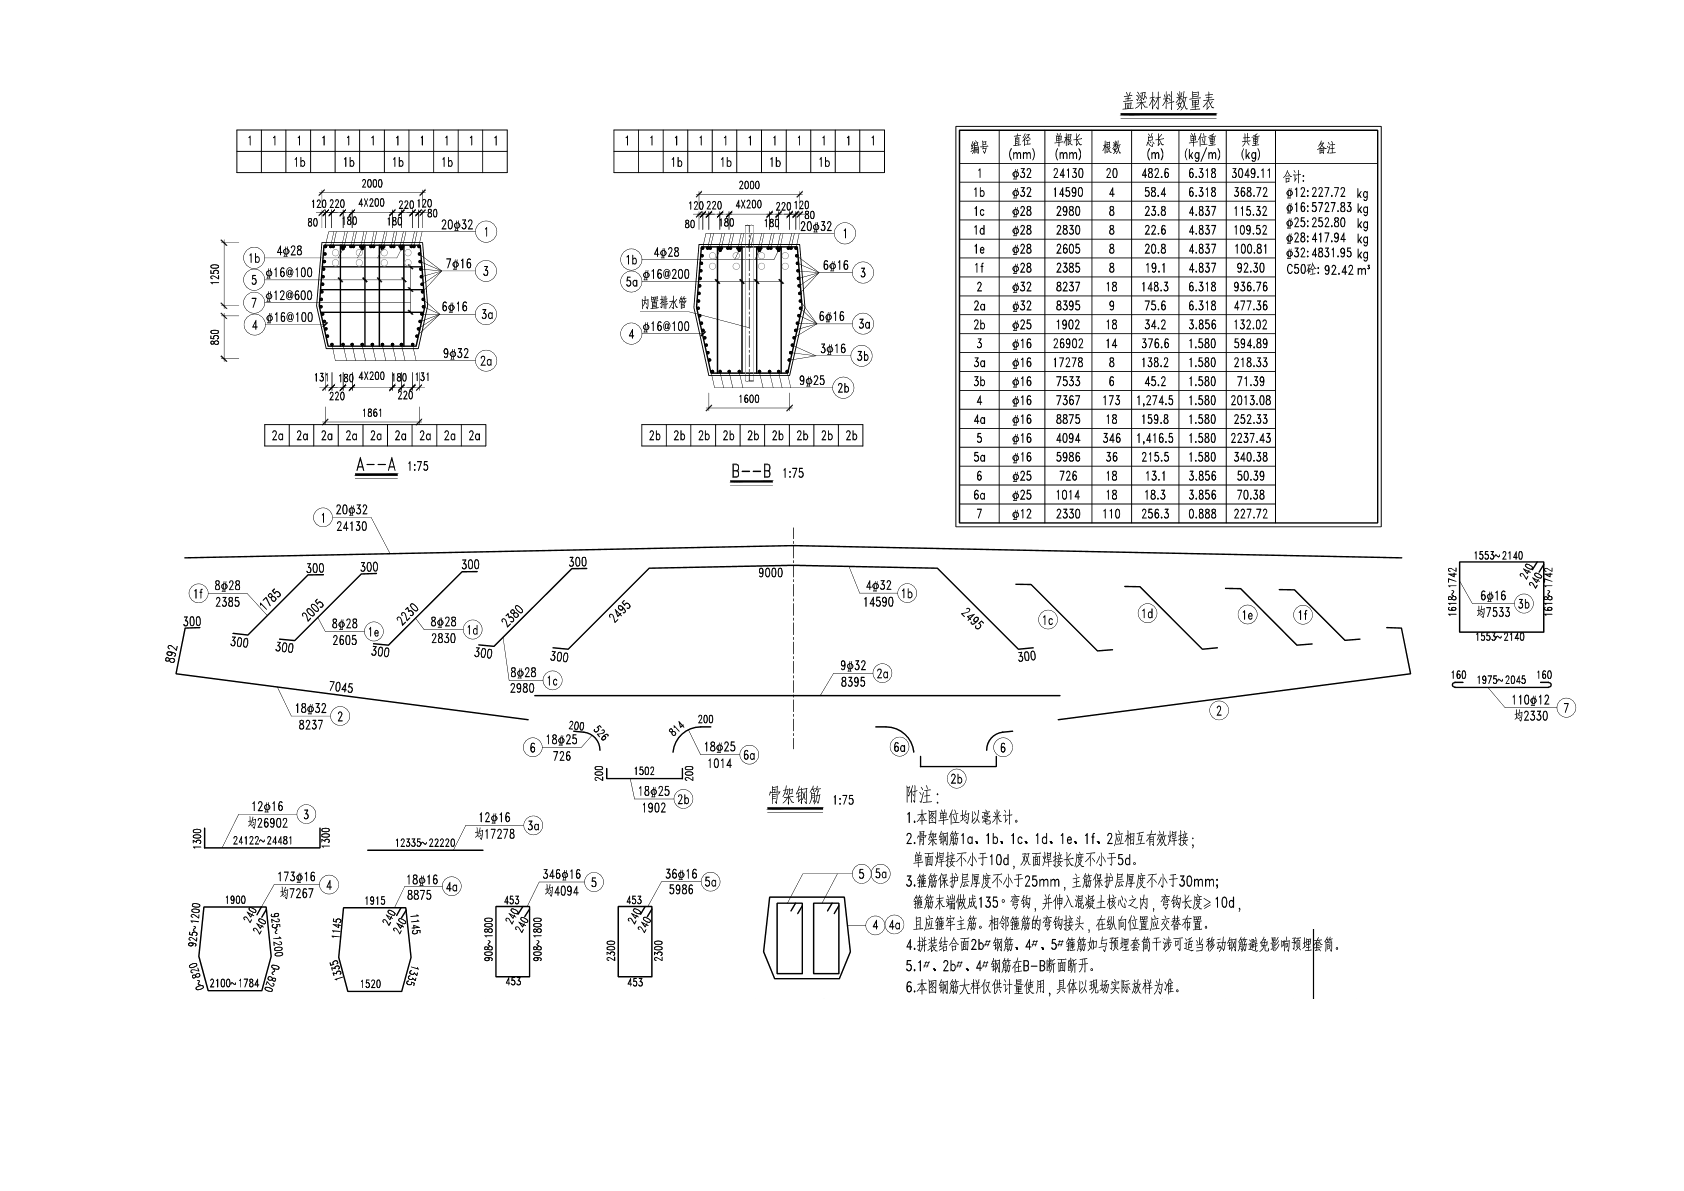 盖梁材料数量表
编号 直径(mm) 单根长(mm) 根数 总长(m) 单位重(kg/m) 共重(kg) 备注
1 ϕ32 24130 20 482.6 6.318 3049.11
1b ϕ32 14590 4 58.4 6.318 368.72
1c ϕ28 2980 8 23.8 4.837 115.32
1d ϕ28 2830 8 22.6 4.837 109.52
1e ϕ28 2605 8 20.8 4.837 100.81
1f ϕ28 2385 8 19.1 4.837 92.30
2 ϕ32 8237 18 148.3 6.318 936.76
2a ϕ32 8395 9 75.6 6.318 477.36
2b ϕ25 1902 18 34.2 3.856 132.02
3 ϕ16 26902 14 376.6 1.580 594.89
3a ϕ16 17278 8 138.2 1.580 218.33
3b ϕ16 7533 6 45.2 1.580 71.39
4 ϕ16 7367 173 1,274.5 1.580 2013.08
4a ϕ16 8875 18 159.8 1.580 252.33
5 ϕ16 4094 346 1,416.5 1.580 2237.43
5a ϕ16 5986 36 215.5 1.580 340.38
6 ϕ25 726 18 13.1 3.856 50.39
6a ϕ25 1014 18 18.3 3.856 70.38
7 ϕ12 2330 110 256.3 0.888 227.72
合计:
ϕ12:227.72 kg
ϕ16:5727.83 kg
ϕ25:252.80 kg
ϕ28:417.94 kg
ϕ32:4831.95 kg
C50砼: 92.42 m³
1 1 1 1 1 1 1 1 1 1 1
1b 1b 1b 1b
2000
120 220 4X200 220 120
80 180 180 80
20ϕ32 1
4ϕ28 1b
ϕ16@100 5
ϕ12@600 7
ϕ16@100 4
7ϕ16 3
6ϕ16 3a
9ϕ32 2a
1250
850
131 180 4X200 180 131
220 220
1861
2a 2a 2a 2a 2a 2a 2a 2a 2a
A--A 1:75
1 1 1 1 1 1 1 1 1 1 1
1b 1b 1b 1b
2000
120 220 4X200 220 120
80 180 180 80
20ϕ32 1
4ϕ28 1b
ϕ16@200 5a
内置排水管
ϕ16@100 4
6ϕ16 3
6ϕ16 3a
3ϕ16 3b
9ϕ25 2b
1600
2b 2b 2b 2b 2b 2b 2b 2b 2b
B--B 1:75
1 20ϕ32
24130
300 300 300 300
1f 8ϕ28
2385
1785
2005
2230
2380
2495
9000
4ϕ32 1b
14590
2495
1c 1d 1e 1f
8ϕ28 1e
2605
8ϕ28 1d
2830
8ϕ28 1c
2980
300 300 300 300 300 300 300
892
7045
18ϕ32 2
8237
9ϕ32 2a
8395
2
200 526
6 18ϕ25
726
814 200
18ϕ25 6a
1014
200 1502 200
18ϕ25 2b
1902
6a 6
2b
骨架钢筋 1:75
1553~2140
240
240
1618~1742 1618~1742
6ϕ16 3b
均7533
1553~2140
160 1975~2045 160
110ϕ12 7
均2330
12ϕ16 3
均26902
1300 24122~24481 1300
12ϕ16 3a
均17278
12335~22220
173ϕ16 4
均7267
1900
240
240
925~1200 925~1200
0~820 0~820
2100~1784
18ϕ16 4a
8875
1915
240
240
1145 1145
1335 1335
1520
346ϕ16 5
均4094
453
240
240
908~1800 908~1800
453
36ϕ16 5a
5986
453
240
240
2300 2300
453
5 5a
4 4a
附注:
1.本图单位均以毫米计。
2.骨架钢筋1a、1b、1c、1d、1e、1f、2应相互有效焊接;
单面焊接不小于10d,双面焊接长度不小于5d。
3.箍筋保护层厚度不小于25mm,主筋保护层厚度不小于30mm;
箍筋末端做成135°弯钩,并伸入混凝土核心之内,弯钩长度≥10d,
且应箍牢主筋。相邻箍筋的弯钩接头,在纵向位置应交替布置。
4.拼装结合面2b#钢筋、4#、5#箍筋如与预埋套筒干涉可适当移动钢筋避免影响预埋套筒。
5.1#、2b#、4#钢筋在B-B断面断开。
6.本图钢筋大样仅供计量使用,具体以现场实际放样为准。